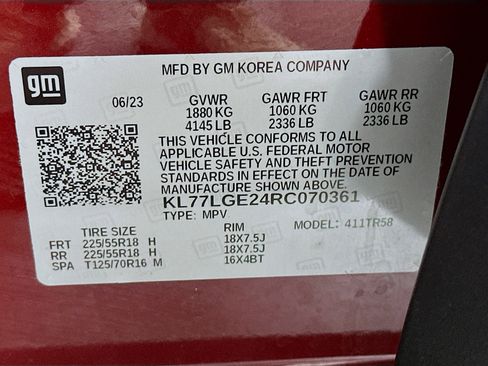 gm
MFD BY GM KOREA COMPANY
06/23 GVWR GAWR FRT GAWR RR
1880 KG 1060 KG 1060 KG
4145 LB 2336 LB 2336 LB
THIS VEHICLE CONFORMS TO ALL
APPLICABLE U.S. FEDERAL MOTOR
VEHICLE SAFETY AND THEFT PREVENTION
STANDARDS IN EFFECT ON THE DATE OF
MANUFACTURE SHOWN ABOVE.
KL77LGE24RC070361
TYPE: MPV MODEL: 411TR58
TIRE SIZE RIM
FRT 225/55R18 H 18X7.5J
RR 225/55R18 H 18X7.5J
SPA T125/70R16 M 16X4BT